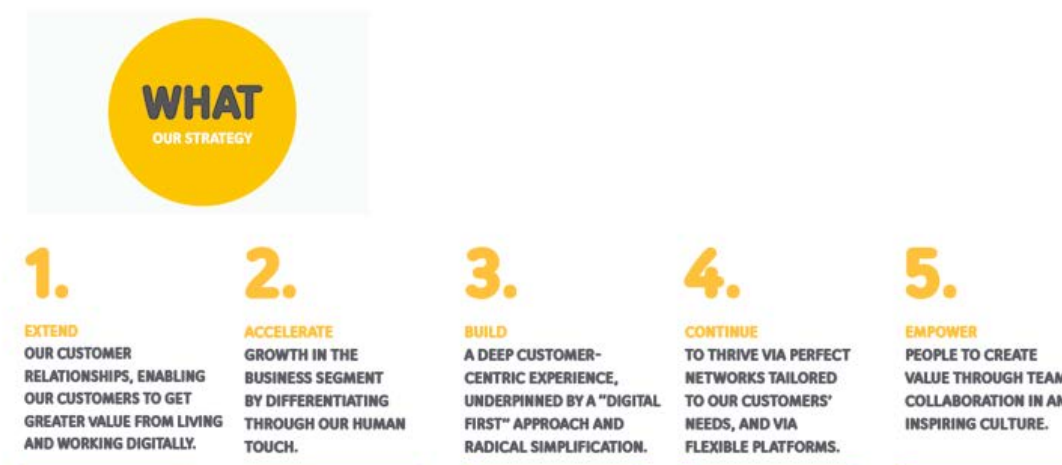 WHAT
OUR STRATEGY
1.
EXTEND
OUR CUSTOMER
RELATIONSHIPS, ENABLING
OUR CUSTOMERS TO GET
GREATER VALUE FROM LIVING
AND WORKING DIGITALLY.
2.
ACCELERATE
GROWTH IN THE
BUSINESS SEGMENT
BY DIFFERENTIATING
THROUGH OUR HUMAN
TOUCH.
3.
BUILD
A DEEP CUSTOMER-
CENTRIC EXPERIENCE,
UNDERPINNED BY A "DIGITAL
FIRST" APPROACH AND
RADICAL SIMPLIFICATION.
4.
CONTINUE
TO THRIVE VIA PERFECT
NETWORKS TAILORED
TO OUR CUSTOMERS'
NEEDS, AND VIA
FLEXIBLE PLATFORMS.
5.
EMPOWER
PEOPLE TO CREATE
VALUE THROUGH TEAM
COLLABORATION IN AN
INSPIRING CULTURE.